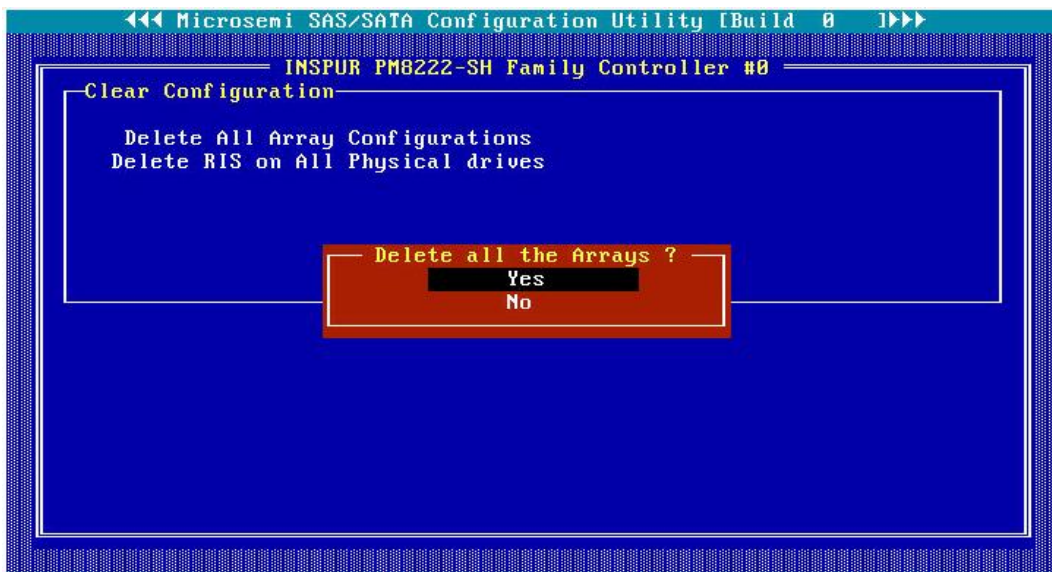 Microsemi SAS/SATA Configuration Utility [Build 0 ]
INSPUR PM8222-SH Family Controller #0
Clear Configuration
Delete All Array Configurations
Delete RIS on All Physical drives
Delete all the Arrays ?
Yes
No